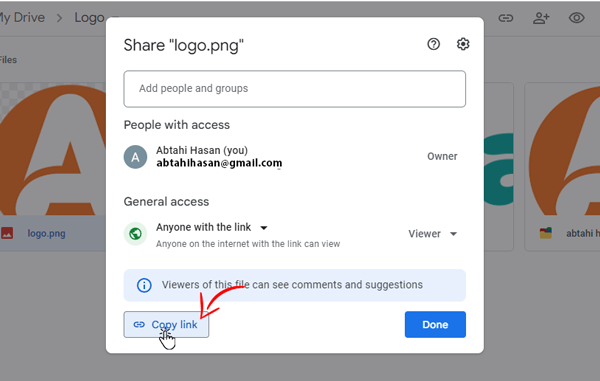 My Drive > Logo
Files
Share "logo.png"
Add people and groups
People with access
A
Abtahi Hasan (you)
abtahihasan@gmail.com
Owner
General access
Anyone with the link
Anyone on the internet with the link can view
Viewer
Viewers of this file can see comments and suggestions
Copy link
Done
logo.png
abtahi h